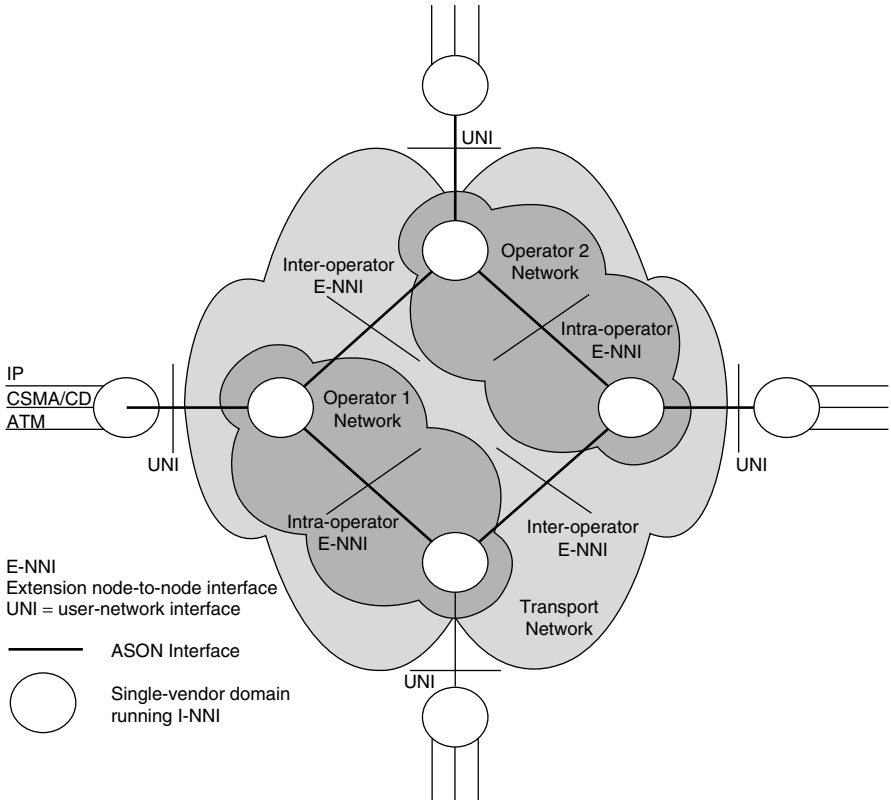 UNI
Inter-operator
E-NNI
Operator 2
Network
Intra-operator
E-NNI
IP
CSMA/CD
ATM
UNI
Operator 1
Network
UNI
Intra-operator
E-NNI
Inter-operator
E-NNI
E-NNI
Extension node-to-node interface
UNI = user-network interface
Transport
Network
ASON Interface
UNI
Single-vendor domain
running I-NNI